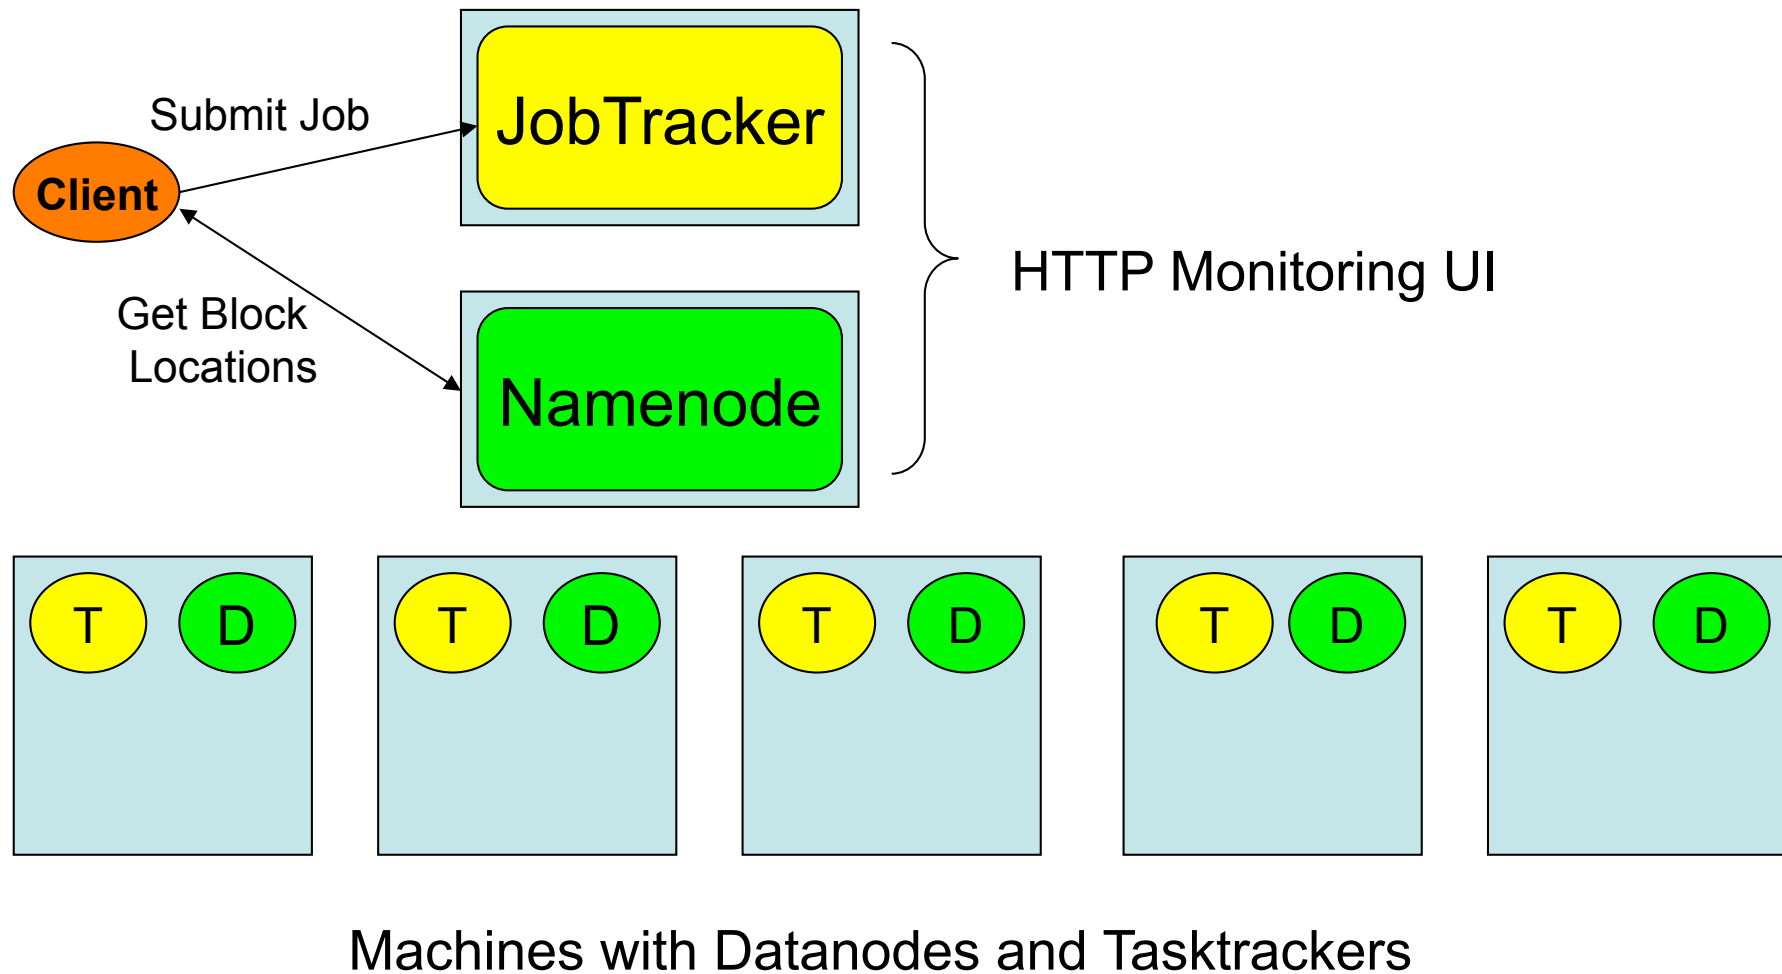 Submit Job
JobTracker
Client
HTTP Monitoring UI
Get Block
Locations
Namenode
T D T D T D T D T D
Machines with Datanodes and Tasktrackers